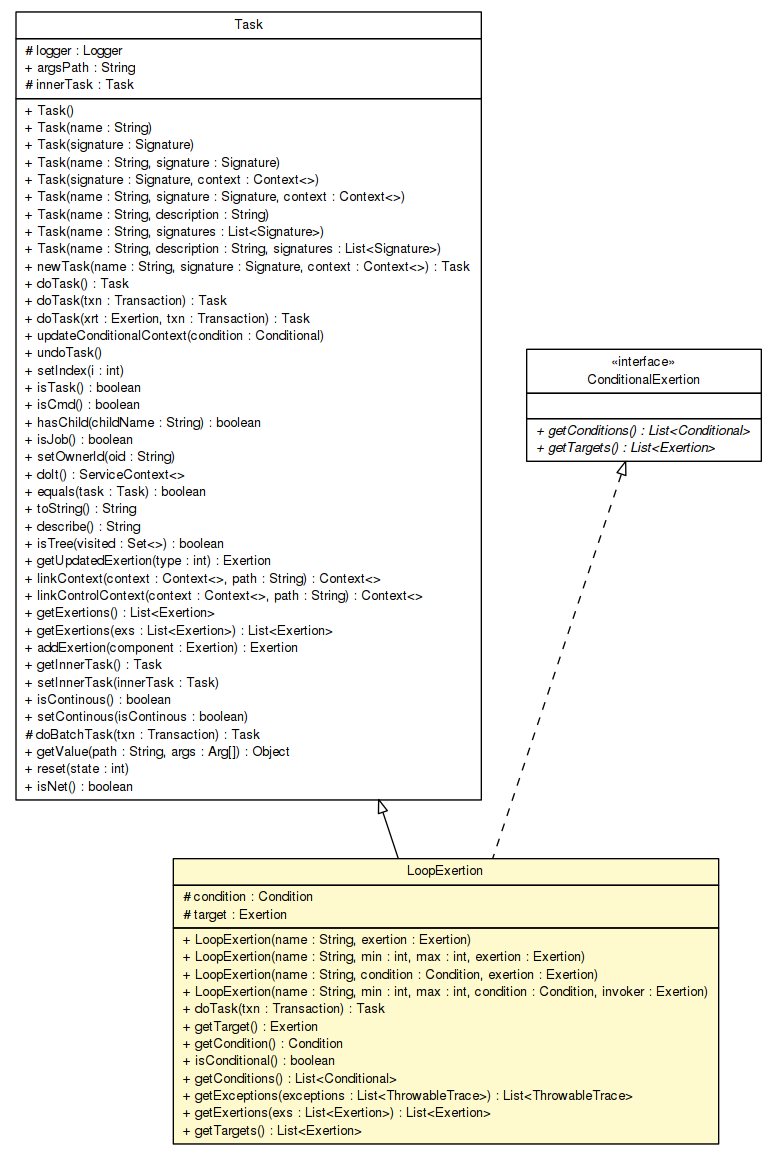 Task
# logger : Logger
+ argsPath : String
# innerTask : Task
+ Task()
+ Task(name : String)
+ Task(signature : Signature)
+ Task(name : String, signature : Signature)
+ Task(signature : Signature, context : Context<>)
+ Task(name : String, signature : Signature, context : Context<>)
+ Task(name : String, description : String)
+ Task(name : String, signatures : List<Signature>)
+ Task(name : String, description : String, signatures : List<Signature>)
+ newTask(name : String, signature : Signature, context : Context<>) : Task
+ doTask() : Task
+ doTask(txn : Transaction) : Task
+ doTask(xrt : Exertion, txn : Transaction) : Task
+ updateConditionalContext(condition : Conditional)
+ undoTask()
+ setIndex(i : int)
+ isTask() : boolean
+ isCmd() : boolean
+ hasChild(childName : String) : boolean
+ isJob() : boolean
+ setOwnerId(oid : String)
+ doIt() : ServiceContext<>
+ equals(task : Task) : boolean
+ toString() : String
+ describe() : String
+ isTree(visited : Set<>) : boolean
+ getUpdatedExertion(type : int) : Exertion
+ linkContext(context : Context<>, path : String) : Context<>
+ linkControlContext(context : Context<>, path : String) : Context<>
+ getExertions() : List<Exertion>
+ getExertions(exs : List<Exertion>) : List<Exertion>
+ addExertion(component : Exertion) : Exertion
+ getInnerTask() : Task
+ setInnerTask(innerTask : Task)
+ isContinous() : boolean
+ setContinous(isContinous : boolean)
# doBatchTask(txn : Transaction) : Task
+ getValue(path : String, args : Arg[]) : Object
+ reset(state : int)
+ isNet() : boolean
«interface»
ConditionalExertion
+ getConditions() : List<Conditional>
+ getTargets() : List<Exertion>
LoopExertion
# condition : Condition
# target : Exertion
+ LoopExertion(name : String, exertion : Exertion)
+ LoopExertion(name : String, min : int, max : int, exertion : Exertion)
+ LoopExertion(name : String, condition : Condition, exertion : Exertion)
+ LoopExertion(name : String, min : int, max : int, condition : Condition, invoker : Exertion)
+ doTask(txn : Transaction) : Task
+ getTarget() : Exertion
+ getCondition() : Condition
+ isConditional() : boolean
+ getConditions() : List<Conditional>
+ getExceptions(exceptions : List<ThrowableTrace>) : List<ThrowableTrace>
+ getExertions(exs : List<Exertion>) : List<Exertion>
+ getTargets() : List<Exertion>